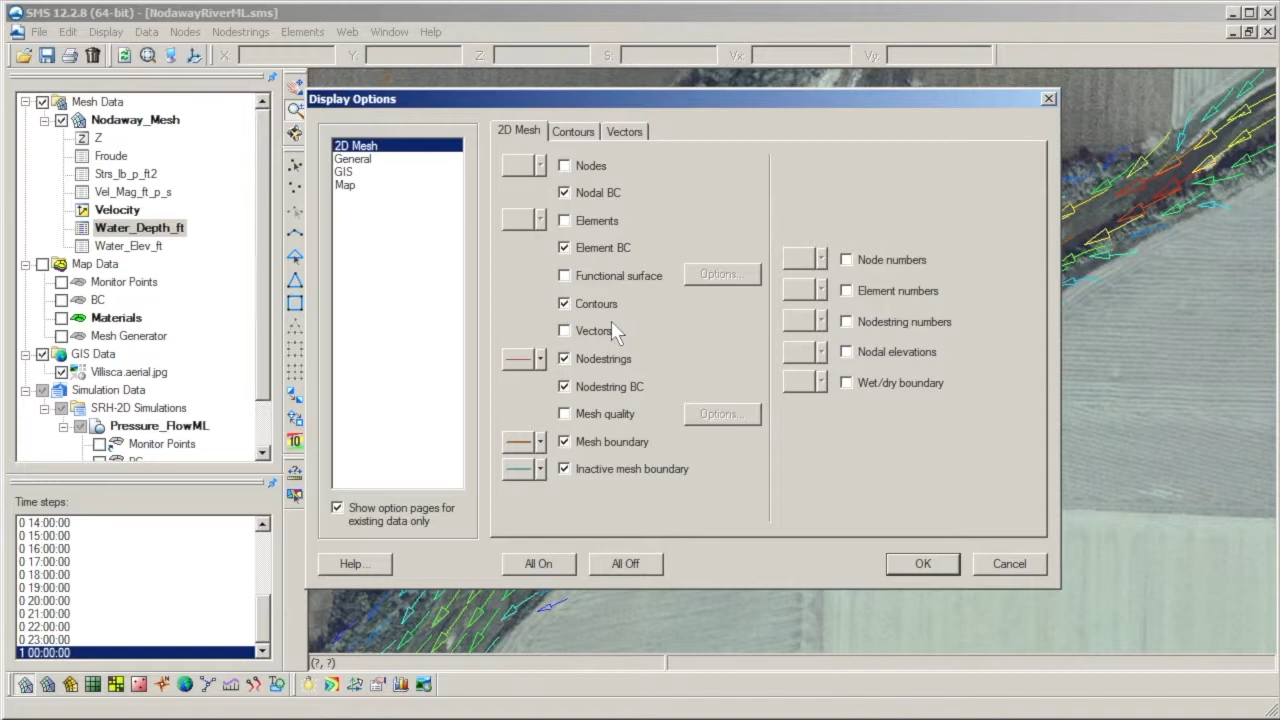 SMS 12.2.8 (64-bit) - [NodawayRiverML.sms]
File Edit Display Data Nodes Nodestrings Elements Web Window Help
X: Y: Z: S: Vx: Vy:
Mesh Data
Nodaway_Mesh
Z
Froude
Strs_lb_p_ft2
Vel_Mag_ft_p_s
Velocity
Water_Depth_ft
Water_Elev_ft
Map Data
Monitor Points
BC
Materials
Mesh Generator
GIS Data
Villisca.aerial.jpg
Simulation Data
SRH-2D Simulations
Pressure_FlowML
Monitor Points
Time steps:
0 14:00:00
0 15:00:00
0 16:00:00
0 17:00:00
0 18:00:00
0 19:00:00
0 20:00:00
0 21:00:00
0 22:00:00
0 23:00:00
1 00:00:00
10
Display Options
2D Mesh
General
GIS
Map
Show option pages for
existing data only
2D Mesh Contours Vectors
Nodes
Nodal BC
Elements
Element BC
Functional surface Options...
Contours
Vectors
Nodestrings
Nodestring BC
Mesh quality Options...
Mesh boundary
Inactive mesh boundary
Node numbers
Element numbers
Nodestring numbers
Nodal elevations
Wet/dry boundary
Help... All On All Off OK Cancel
(?, ?)